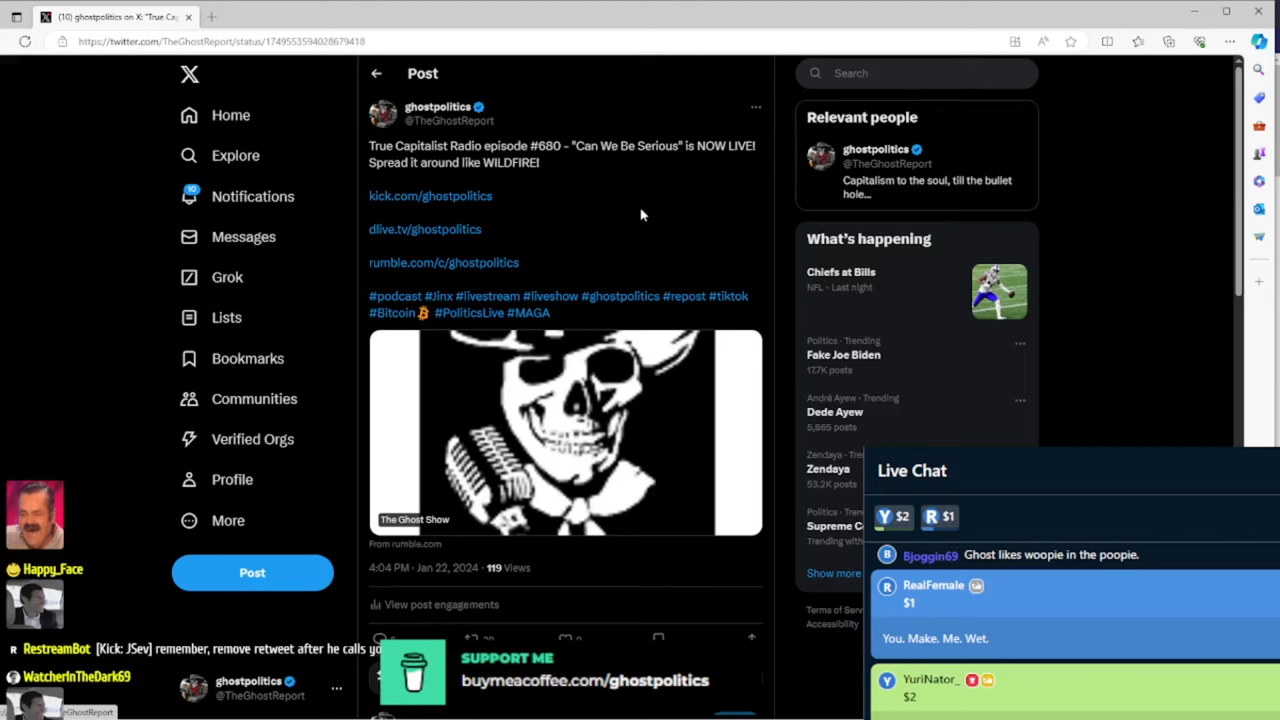 (10) ghostpolitics on X: "True Ca
https://twitter.com/TheGhostReport/status/1749553594028679418
Home
Explore
10
Notifications
Messages
Grok
Lists
Bookmarks
Communities
Verified Orgs
Profile
More
Post
ghostpolitics
@TheGhostReport
Post
ghostpolitics
@TheGhostReport
True Capitalist Radio episode #680 - "Can We Be Serious" is NOW LIVE!
Spread it around like WILDFIRE!
kick.com/ghostpolitics
dlive.tv/ghostpolitics
rumble.com/c/ghostpolitics
#podcast #Jinx #livestream #liveshow #ghostpolitics #repost #tiktok
#Bitcoin #PoliticsLive #MAGA
The Ghost Show
From rumble.com
4:04 PM · Jan 22, 2024 · 119 Views
View post engagements
Search
Relevant people
ghostpolitics
@TheGhostReport
Capitalism to the soul, till the bullet
hole...
What's happening
Chiefs at Bills
NFL · Last night
Politics · Trending
Fake Joe Biden
17.7K posts
André Ayew · Trending
Dede Ayew
5,865 posts
Zendaya · Tre
Zendaya
53.2K posts
Politics · Trending
Supreme C
Trending with
Show more
Terms of Serv
Accessibility
Happy_Face
RestreamBot [Kick: JSev] remember, remove retweet after he calls yo
WatcherInTheDark69
GhostReport
SUPPORT ME
buymeacoffee.com/ghostpolitics
Live Chat
Y $2 R $1
B Bjoggin69 Ghost likes woopie in the poopie.
R RealFemale
$1
You. Make. Me. Wet.
Y YuriNator_
$2